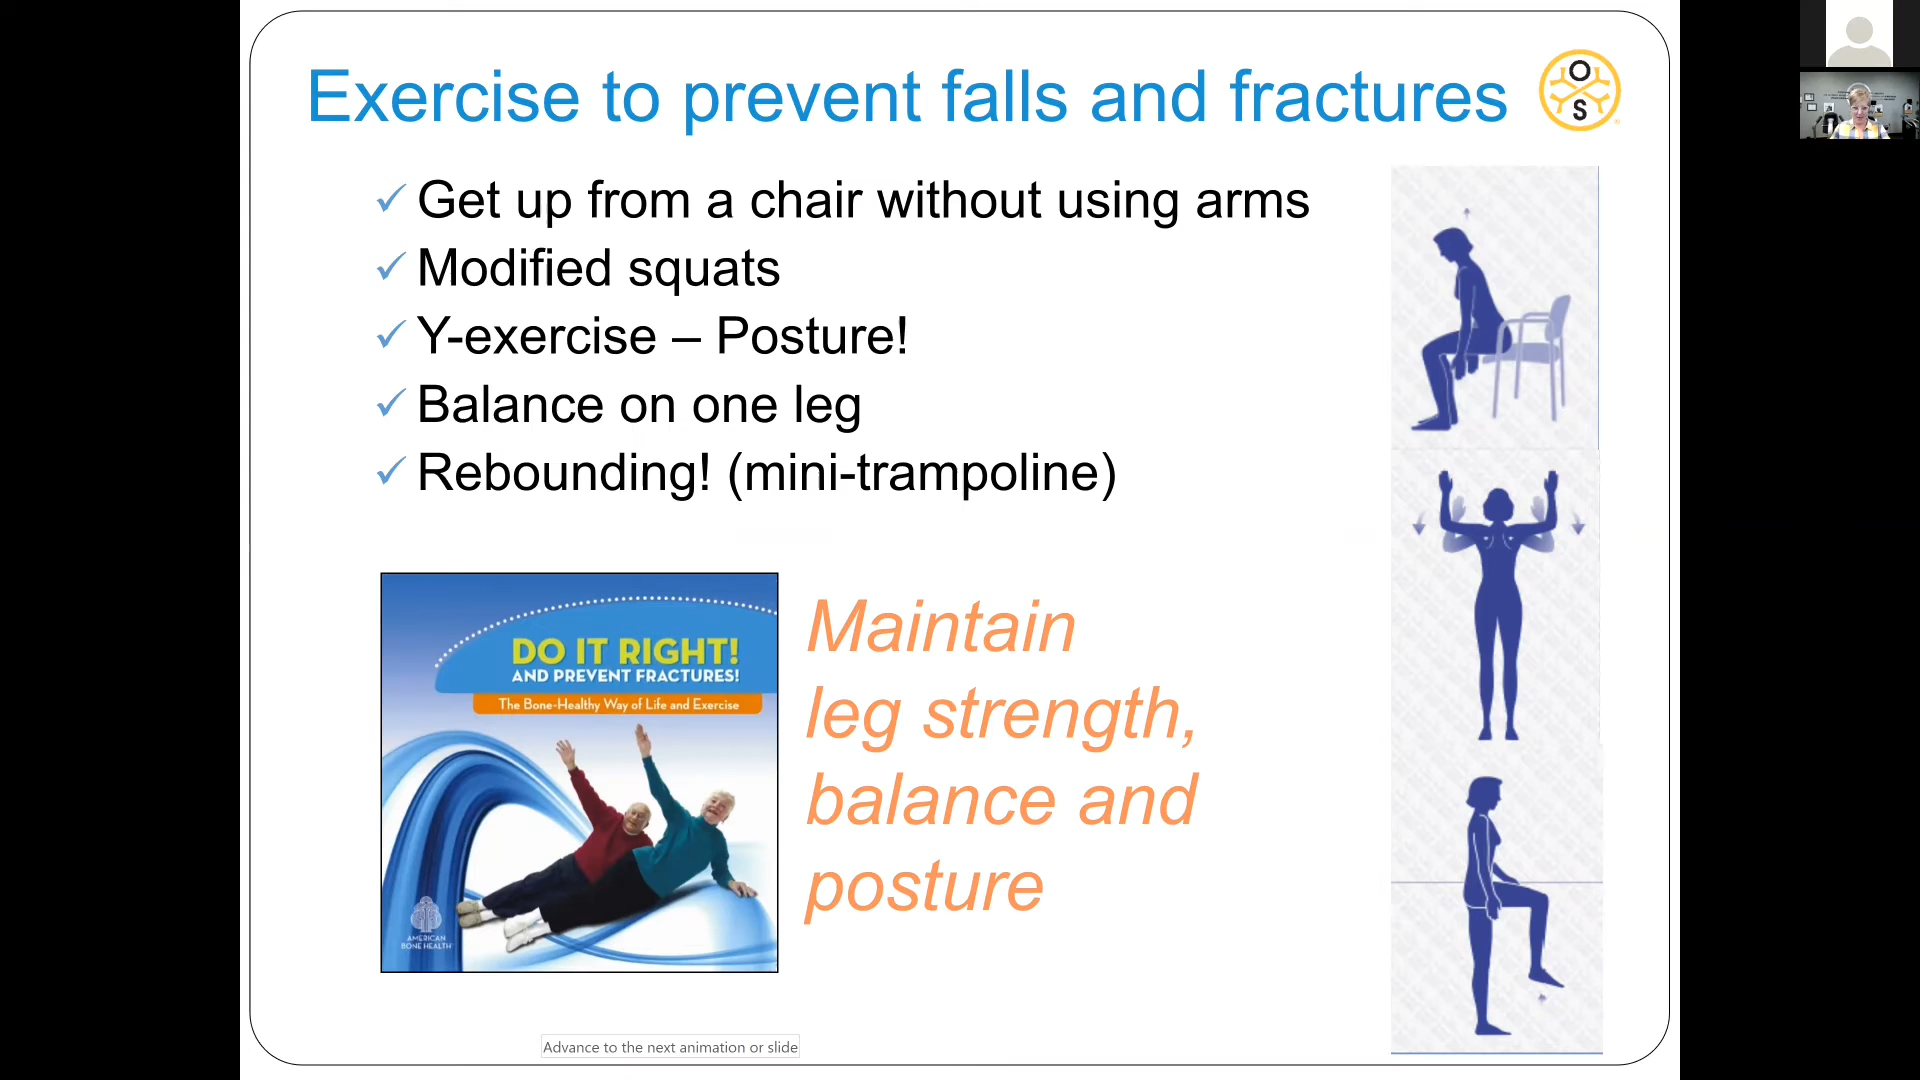 Exercise to prevent falls and fractures
O
S
✓ Get up from a chair without using arms
✓ Modified squats
✓ Y-exercise – Posture!
✓ Balance on one leg
✓ Rebounding! (mini-trampoline)
DO IT RIGHT!
AND PREVENT FRACTURES!
The Bone-Healthy Way of Life and Exercise
AMERICAN
BONE HEALTH
Maintain
leg strength,
balance and
posture
Advance to the next animation or slide